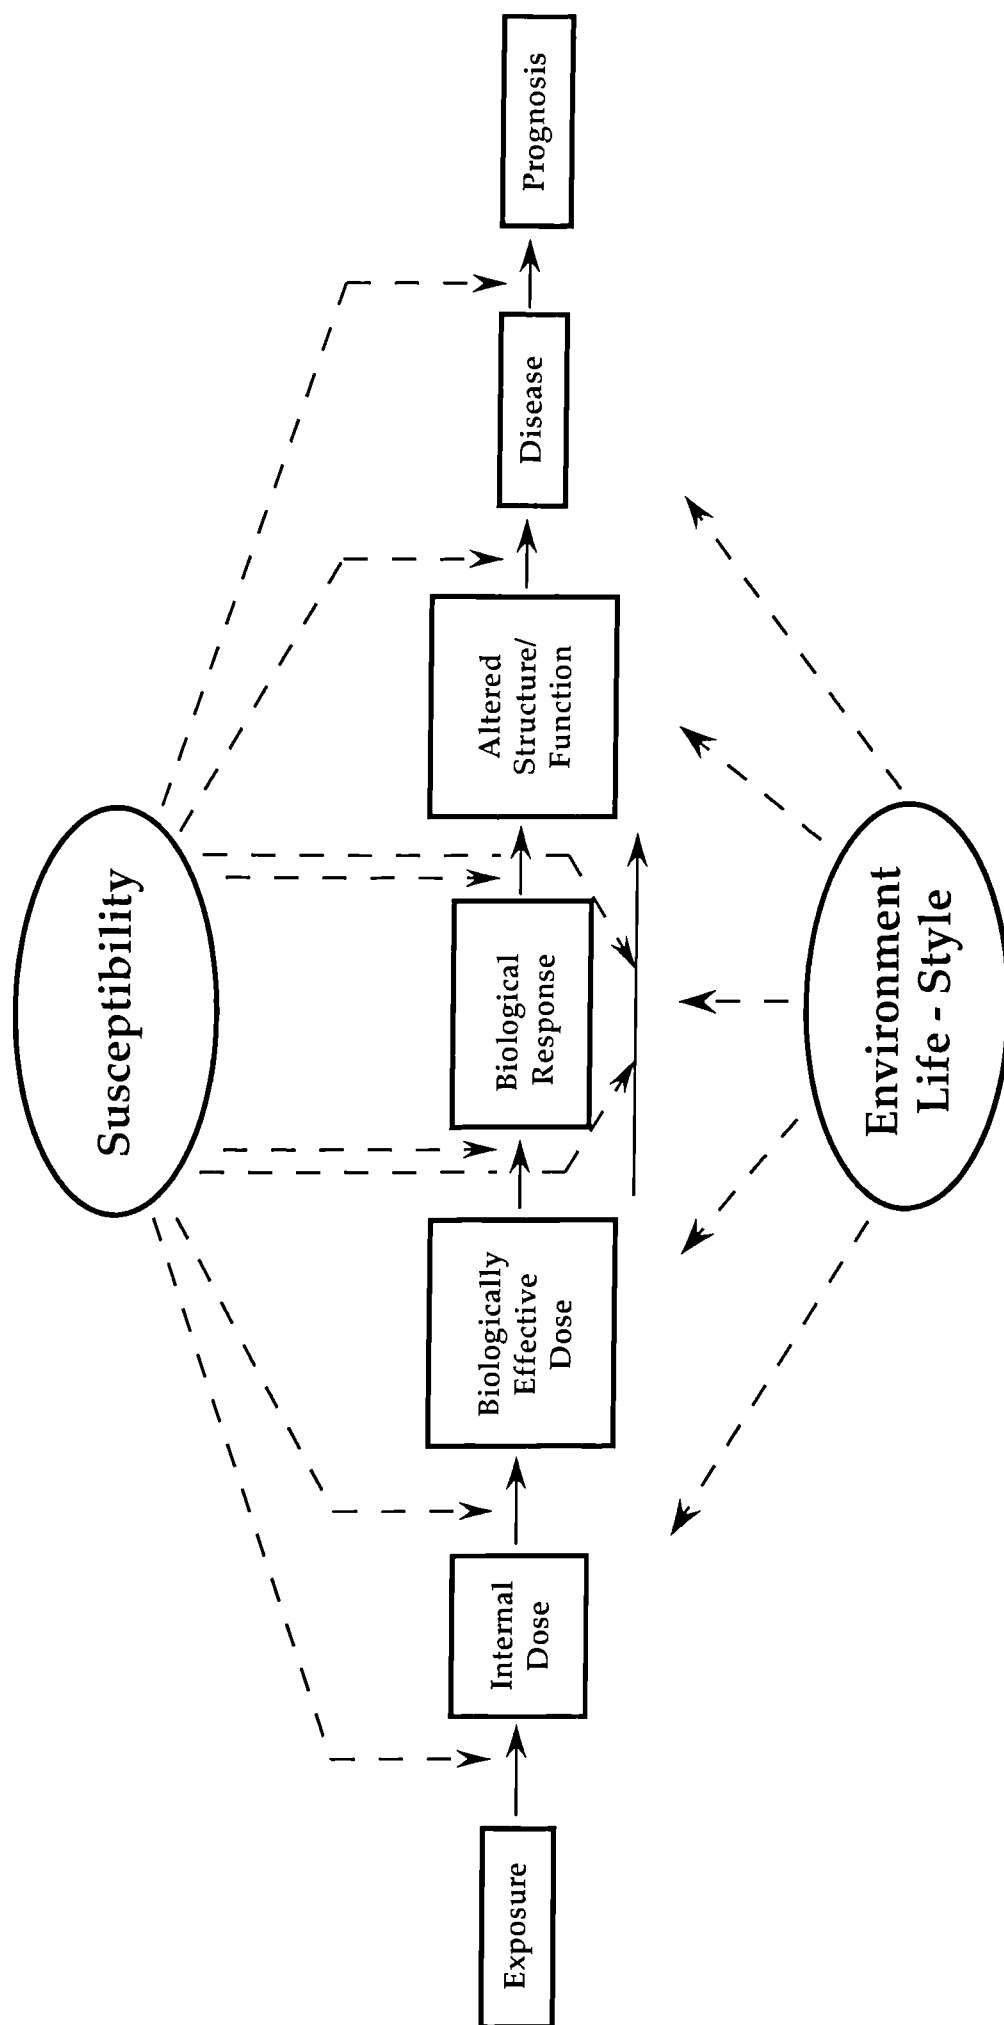 Susceptibility
Exposure
Internal
Dose
Biologically
Effective
Dose
Biological
Response
Altered
Structure/
Function
Disease
Prognosis
Environment
Life - Style